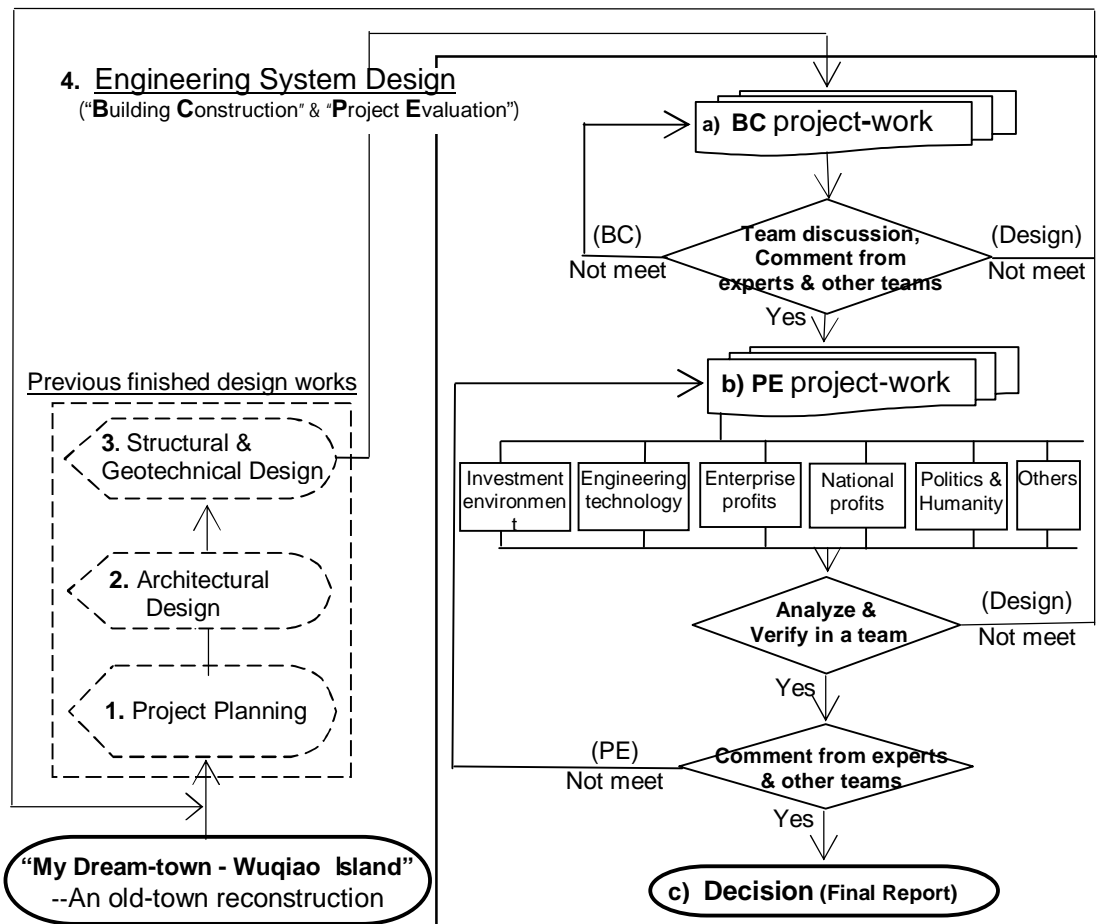 4. Engineering System Design
("Building Construction" & "Project Evaluation")
a) BC project-work
(BC)
Not meet
Team discussion,
Comment from
experts & other teams
(Design)
Not meet
Yes
b) PE project-work
Previous finished design works
3. Structural &
Geotechnical Design
2. Architectural
Design
1. Project Planning
Investment
environmen
t
Engineering
technology
Enterprise
profits
National
profits
Politics &
Humanity
Others
Analyze &
Verify in a team
(Design)
Not meet
Yes
(PE)
Not meet
Comment from experts
& other teams
Yes
"My Dream-town - Wuqiao Island"
--An old-town reconstruction
c) Decision (Final Report)